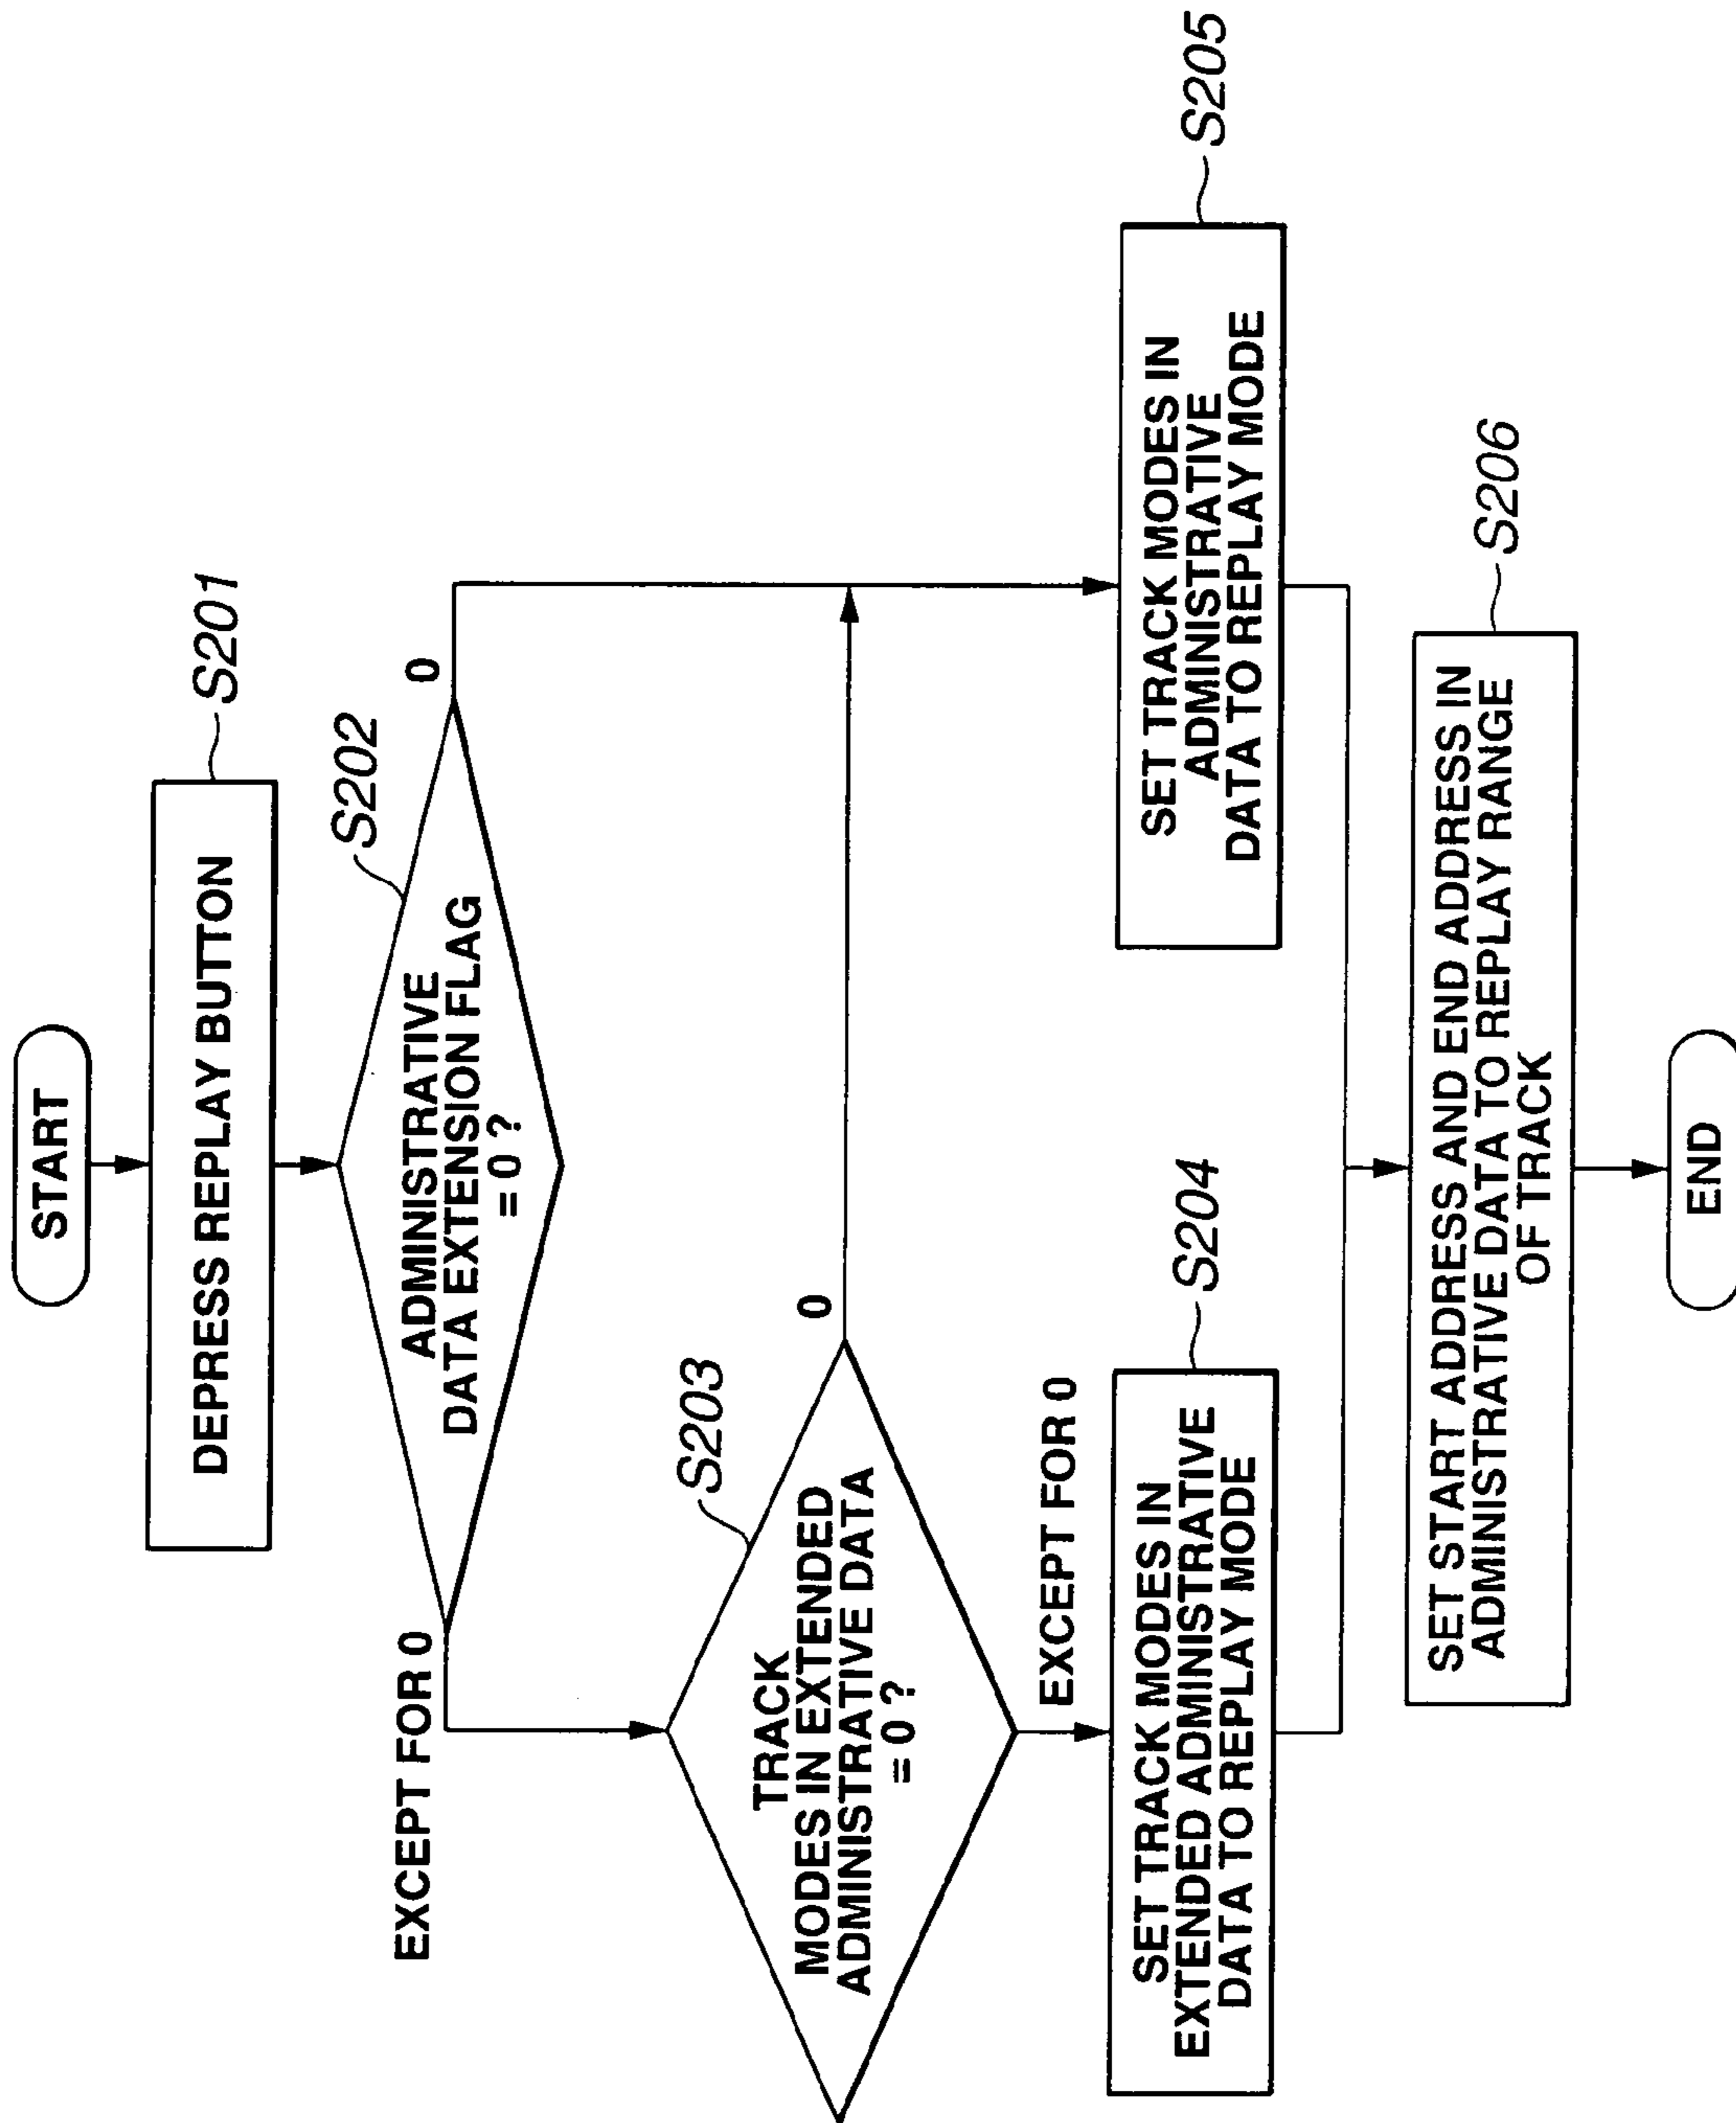 START
DEPRESS REPLAY BUTTON
S201
ADMINISTRATIVE
DATA EXTENSION FLAG
= 0 ?
S202
EXCEPT FOR 0
0
TRACK
MODES IN EXTENDED
ADMINISTRATIVE DATA
= 0 ?
S203
0
EXCEPT FOR 0
SET TRACK MODES IN
EXTENDED ADMINISTRATIVE
DATA TO REPLAY MODE
S204
SET TRACK MODES IN
ADMINISTRATIVE
DATA TO REPLAY MODE
S205
SET START ADDRESS AND END ADDRESS IN
ADMINISTRATIVE DATA TO REPLAY RANGE
OF TRACK
S206
END